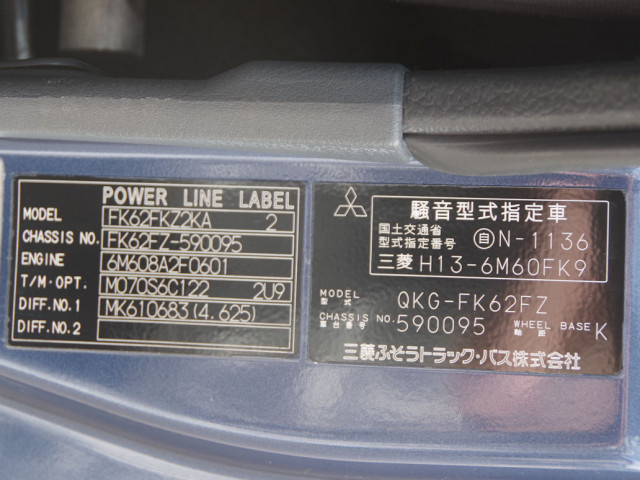 POWER LINE LABEL
MODEL FK62FKZ2KA 2
CHASSIS NO. FK62FZ-590095
ENGINE 6M608A2F0601
T/M·OPT. M070S6C122 2U9
DIFF.NO.1 MK610683(4.625)
DIFF.NO.2
騒音型式指定車
国土交通省
型式指定番号 自N-1136
三菱 H13-6M60FK9
MODEL
型式 QKG-FK62FZ
CHASSIS NO.
車台番号 590095 WHEEL BASE
軸距 K
三菱ふそうトラック・バス株式会社